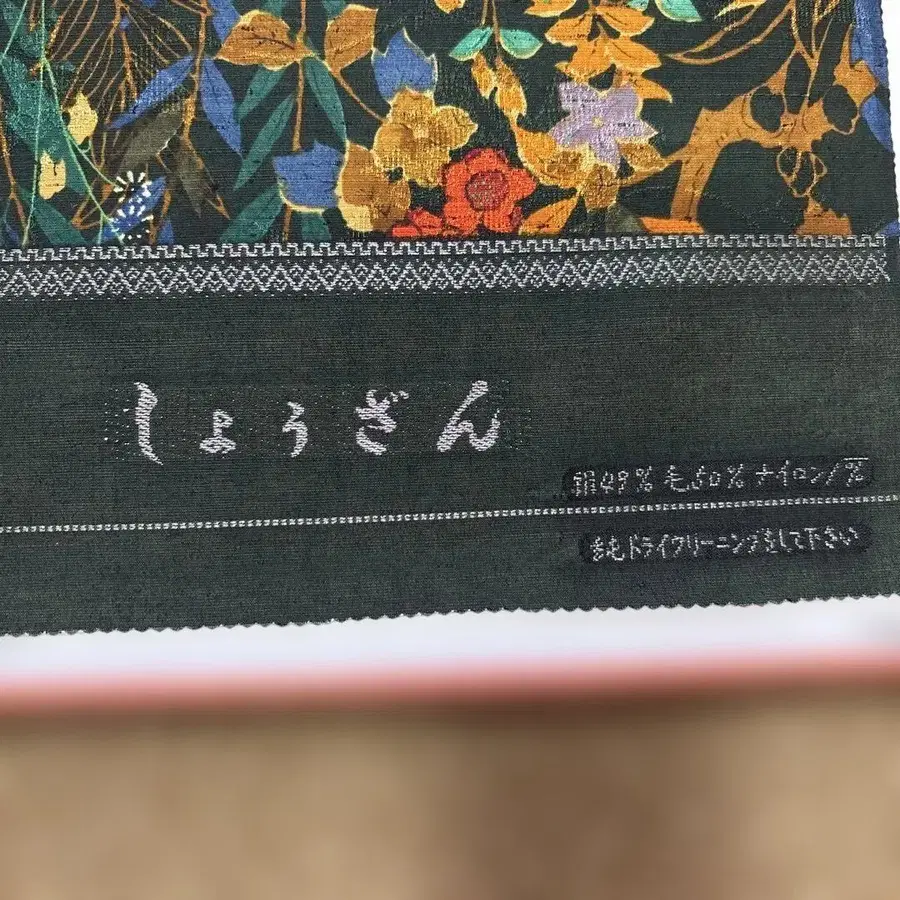 しょうざん
絹49% 毛50% ナイロン1%
ドライクリーニングをして下さい